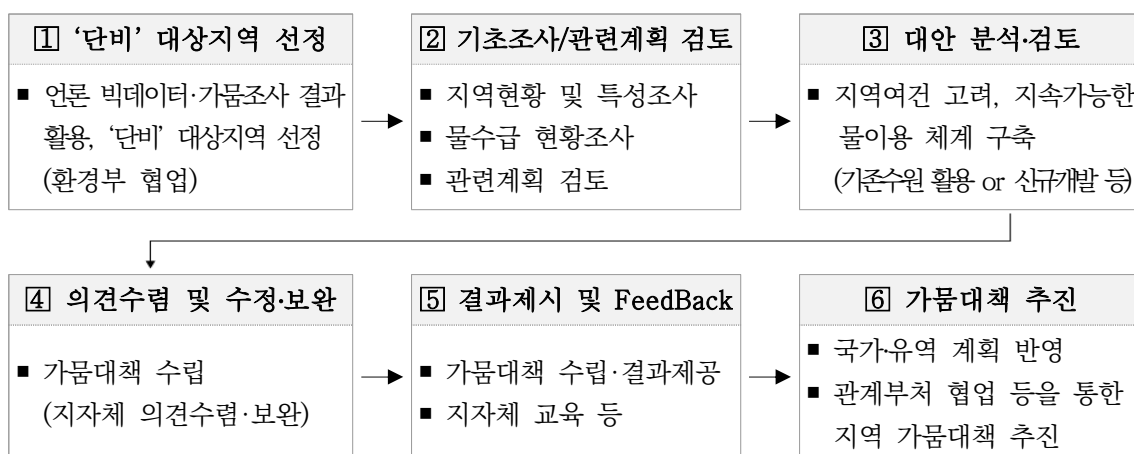 1 ‘단비’ 대상지역 선정
■ 언론 빅데이터·가뭄조사 결과
활용, ‘단비’ 대상지역 선정
(환경부 협업)
2 기초조사/관련계획 검토
■ 지역현황 및 특성조사
■ 물수급 현황조사
■ 관련계획 검토
3 대안 분석·검토
■ 지역여건 고려, 지속가능한
물이용 체계 구축
(기존수원 활용 or 신규개발 등)
4 의견수렴 및 수정·보완
■ 가뭄대책 수립
(지자체 의견수렴·보완)
5 결과제시 및 FeedBack
■ 가뭄대책 수립·결과제공
■ 지자체 교육 등
6 가뭄대책 추진
■ 국가·유역 계획 반영
■ 관계부처 협업 등을 통한
지역 가뭄대책 추진